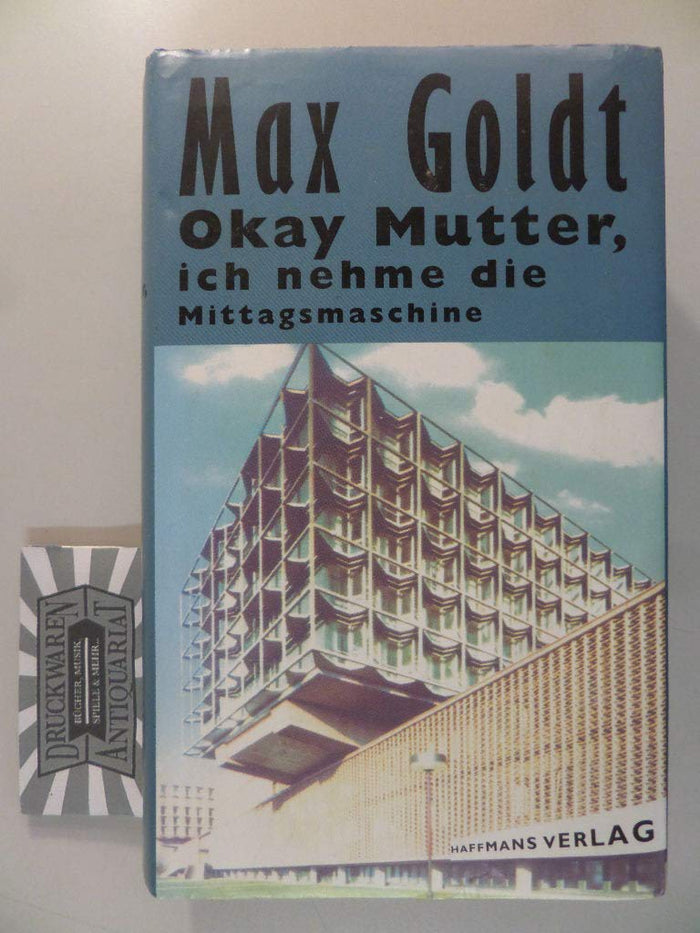 Max Goldt
Okay Mutter,
ich nehme die
Mittagsmaschine
HAFFMANS VERLAG
DRUCKWAREN
BÜCHER, MUSIK,
SPIELE & MEHR...
ANTIQUARIAT